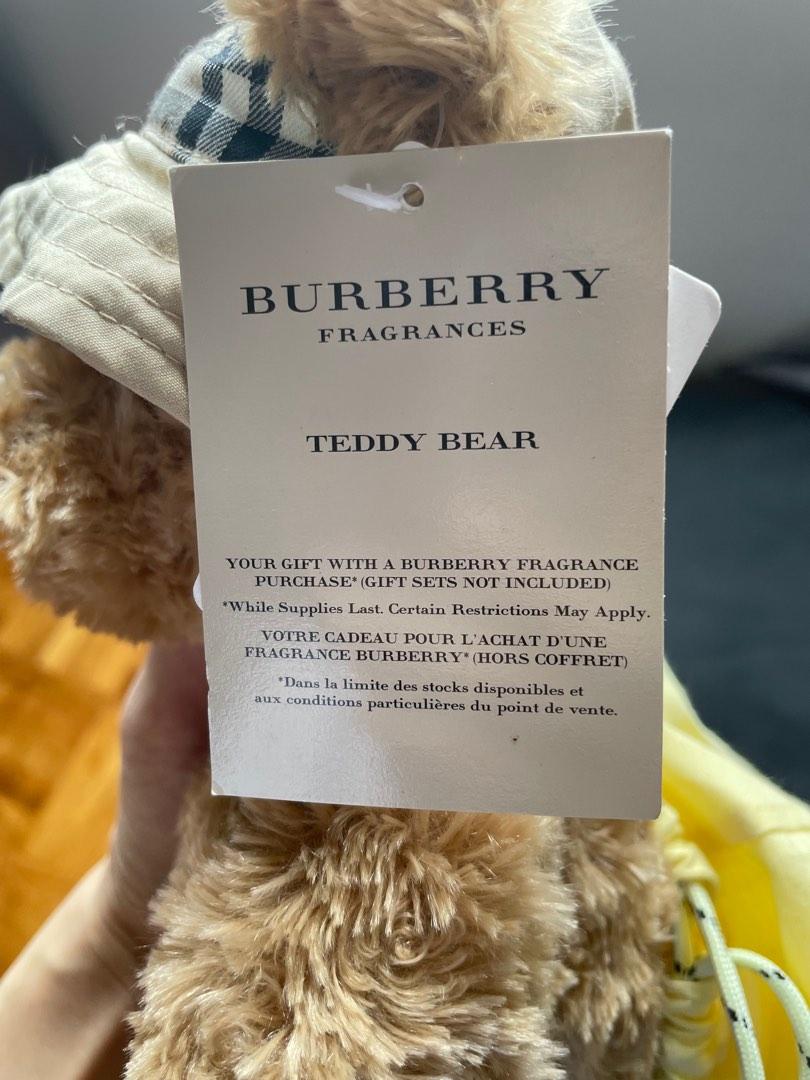 BURBERRY
FRAGRANCES
TEDDY BEAR
YOUR GIFT WITH A BURBERRY FRAGRANCE
PURCHASE* (GIFT SETS NOT INCLUDED)
*While Supplies Last. Certain Restrictions May Apply.
VOTRE CADEAU POUR L'ACHAT D'UNE
FRAGRANCE BURBERRY* (HORS COFFRET)
*Dans la limite des stocks disponibles et
aux conditions particulières du point de vente.